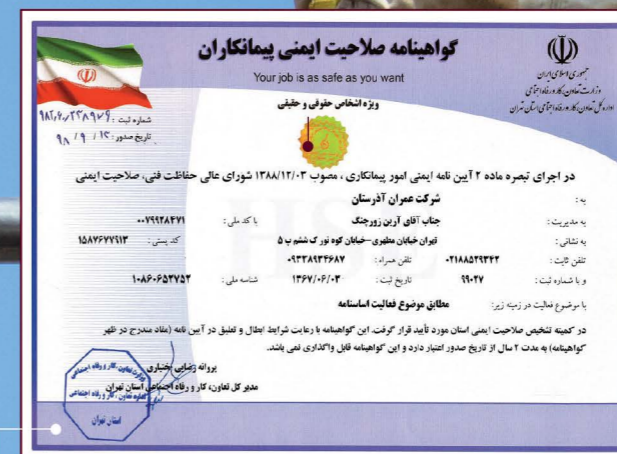 گواهینامه صلاحیت ایمنی پیمانکاران
Your job is as safe as you want
ویژه اشخاص حقوقی و حقیقی
جمهوری اسلامی ایران
وزارت تعاون، کار و رفاه اجتماعی
اداره کل تعاون، کار و رفاه اجتماعی استان تهران
شماره ثبت :
تاریخ صدور : ۹۸ / ۹ / ۱۲
در اجرای تبصره ماده ۲ آیین نامه ایمنی امور پیمانکاری ، مصوب ۱۳۸۸/۱۲/۰۳ شورای عالی حفاظت فنی، صلاحیت ایمنی
به : شرکت عمران آذرستان
به مدیریت : جناب آقای آرین زورچنگ با کد ملی : ۰۰۷۹۹۲۸۴۷۱
به نشانی : تهران خیابان مطهری-خیابان کوه نور ک ششم پ ۵ کد پستی : ۱۵۸۷۶۷۷۹۱۳
تلفن ثابت : ۰۲۱۸۸۵۲۹۳۴۲ تلفن همراه : ۰۹۳۳۸۹۳۴۶۸۷
و با شماره ثبت : ۹۹۰۲۷ تاریخ ثبت : ۱۳۶۷/۰۶/۰۳ شناسه ملی : ۱۰۸۶۰۶۵۳۷۵۲
با موضوع فعالیت در زمینه زیر: مطابق موضوع فعالیت اساسنامه
در کمیته تشخیص صلاحیت ایمنی استان مورد تأیید قرار گرفت. این گواهینامه با رعایت شرایط ابطال و تعلیق در آیین نامه (مفاد مندرج در ظهر
گواهینامه) به مدت ۲ سال از تاریخ صدور اعتبار دارد و این گواهینامه قابل واگذاری نمی باشد.
پروانه رضایی بختیاری
مدیر کل تعاون، کار و رفاه اجتماعی استان تهران
استان تهران